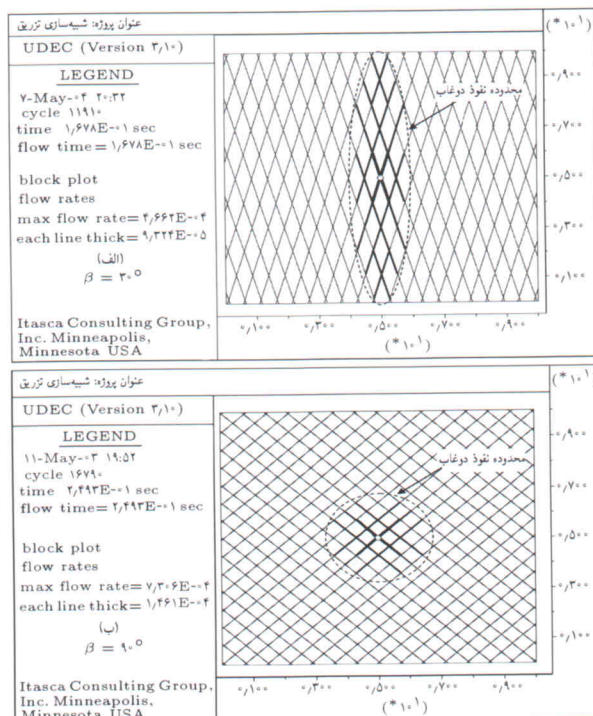 عنوان پروژه: شبیه‌سازی تزریق
UDEC (Version ۳٫۱۰)
LEGEND
۷-May-۰۴ ۲۰:۳۲
cycle ۱۱۹۱۰
time ۱٫۶۷۸E-۰۱ sec
flow time= ۱٫۶۷۸E-۰۱ sec
block plot
flow rates
max flow rate= ۴٫۶۶۲E-۰۴
each line thick= ۹٫۳۲۴E-۰۵
(الف)
β = ۳۰°
Itasca Consulting Group,
Inc. Minneapolis,
Minnesota USA
محدوده نفوذ دوغاب
(*۱۰^۱)
۰٫۹۰۰
۰٫۷۰۰
۰٫۵۰۰
۰٫۳۰۰
۰٫۱۰۰
۰٫۱۰۰ ۰٫۳۰۰ ۰٫۵۰۰ ۰٫۷۰۰ ۰٫۹۰۰
(*۱۰^۱)
عنوان پروژه: شبیه‌سازی تزریق
UDEC (Version ۳٫۱۰)
LEGEND
۱۱-May-۰۳ ۱۹:۵۲
cycle ۱۶۷۹۰
time ۲٫۴۹۳E-۰۱ sec
flow time= ۲٫۴۹۳E-۰۱ sec
block plot
flow rates
max flow rate= ۷٫۳۰۶E-۰۴
each line thick= ۱٫۴۶۱E-۰۴
(ب)
β = ۹۰°
Itasca Consulting Group,
Inc. Minneapolis,
Minnesota USA
محدوده نفوذ دوغاب
(*۱۰^۱)
۰٫۹۰۰
۰٫۷۰۰
۰٫۵۰۰
۰٫۳۰۰
۰٫۱۰۰
۰٫۱۰۰ ۰٫۳۰۰ ۰٫۵۰۰ ۰٫۷۰۰ ۰٫۹۰۰
(*۱۰^۱)